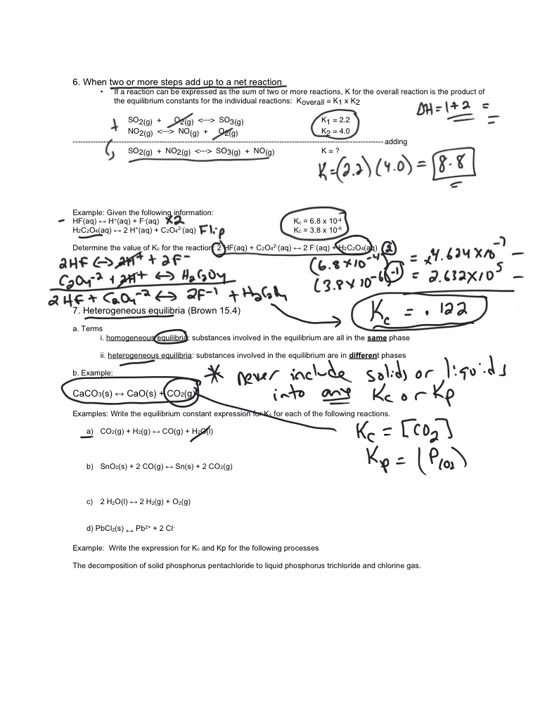 6. When two or more steps add up to a net reaction
• If a reaction can be expressed as the sum of two or more reactions, K for the overall reaction is the product of
the equilibrium constants for the individual reactions: Koverall = K1 x K2
ΔH = 1+2 =
SO2(g) + O2(g) <---> SO3(g) K1 = 2.2
NO2(g) <---> NO(g) + O2(g) K2 = 4.0
adding
SO2(g) + NO2(g) <---> SO3(g) + NO(g) K = ?
K=(2.2)(4.0) = 8.8
Example: Given the following information:
HF(aq) ↔ H+(aq) + F-(aq) x2 Kc = 6.8 x 10-4
H2C2O4(aq) ↔ 2 H+(aq) + C2O42-(aq) Flip Kc = 3.8 x 10-6
Determine the value of Kc for the reaction: 2 HF(aq) + C2O42-(aq) ↔ 2 F-(aq) + H2C2O4(aq)
2HF ↔ 2H+ + 2F- (6.8 x 10-4)2 = 4.624 x 10-7
C2O4-2 + 2H+ ↔ H2C2O4 (3.8 x 10-6)-1 = 2.632 x 105
2HF + C2O4-2 ↔ 2F-1 + H2C2O4
Kc = .122
7. Heterogeneous equilibria (Brown 15.4)
a. Terms
i. homogeneous equilibria: substances involved in the equilibrium are all in the same phase
ii. heterogeneous equilibria: substances involved in the equilibrium are in different phases
b. Example:
* never include solids or liquids
into any Kc or Kp
CaCO3(s) ↔ CaO(s) + CO2(g)
Examples: Write the equilibrium constant expression for Kc for each of the following reactions.
Kc = [CO2]
a) CO2(g) + H2(g) ↔ CO(g) + H2O(l)
Kp = (PCO2)
b) SnO2(s) + 2 CO(g) ↔ Sn(s) + 2 CO2(g)
c) 2 H2O(l) ↔ 2 H2(g) + O2(g)
d) PbCl2(s) ↔ Pb2+ + 2 Cl-
Example: Write the expression for Kc and Kp for the following processes
The decomposition of solid phosphorus pentachloride to liquid phosphorus trichloride and chlorine gas.